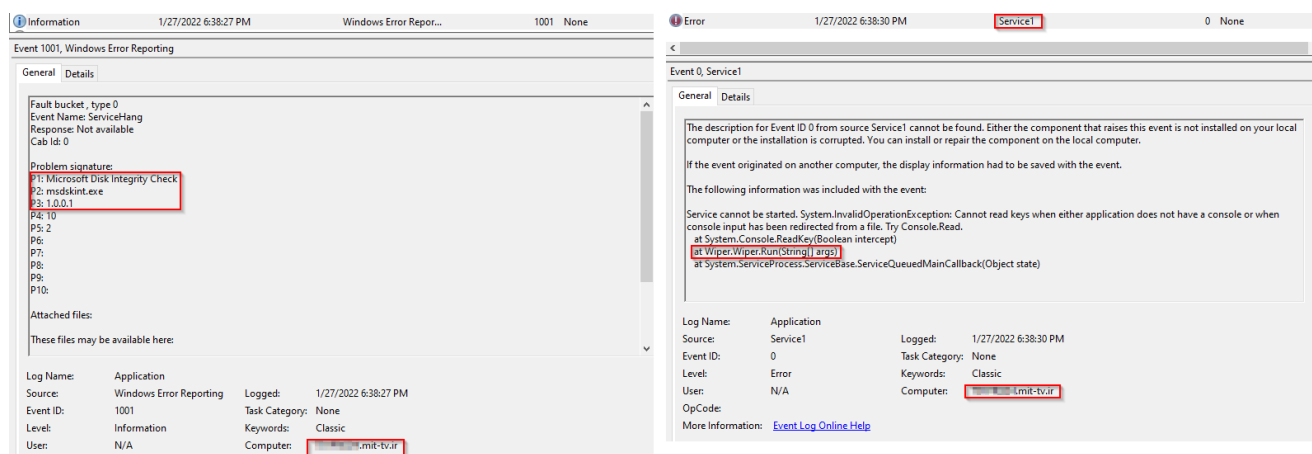 Information 1/27/2022 6:38:27 PM Windows Error Repor... 1001 None
Event 1001, Windows Error Reporting
General Details
Fault bucket , type 0
Event Name: ServiceHang
Response: Not available
Cab Id: 0
Problem signature:
P1: Microsoft Disk Integrity Check
P2: msdskint.exe
P3: 1.0.0.1
P4: 10
P5: 2
P6:
P7:
P8:
P9:
P10:
Attached files:
These files may be available here:
Log Name: Application
Source: Windows Error Reporting Logged: 1/27/2022 6:38:27 PM
Event ID: 1001 Task Category: None
Level: Information Keywords: Classic
User: N/A Computer: .mit-tv.ir
Error 1/27/2022 6:38:30 PM Service1 0 None
Event 0, Service1
General Details
The description for Event ID 0 from source Service1 cannot be found. Either the component that raises this event is not installed on your local
computer or the installation is corrupted. You can install or repair the component on the local computer.
If the event originated on another computer, the display information had to be saved with the event.
The following information was included with the event:
Service cannot be started. System.InvalidOperationException: Cannot read keys when either application does not have a console or when
console input has been redirected from a file. Try Console.Read.
at System.Console.ReadKey(Boolean intercept)
at Wiper.Wiper.Run(String[] args)
at System.ServiceProcess.ServiceBase.ServiceQueuedMainCallback(Object state)
Log Name: Application
Source: Service1 Logged: 1/27/2022 6:38:30 PM
Event ID: 0 Task Category: None
Level: Error Keywords: Classic
User: N/A Computer: .mit-tv.ir
OpCode:
More Information: Event Log Online Help